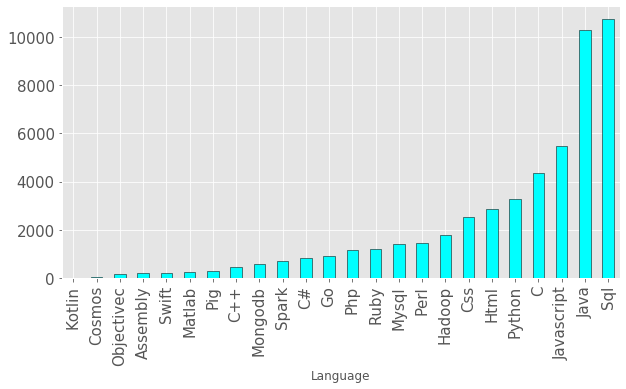 10000
8000
6000
4000
2000
0
Kotlin
Cosmos
Objectivec
Assembly
Swift
Matlab
Pig
C++
Mongodb
Spark
C#
Go
Php
Ruby
Mysql
Perl
Hadoop
Css
Html
Python
C
Javascript
Java
Sql
Language